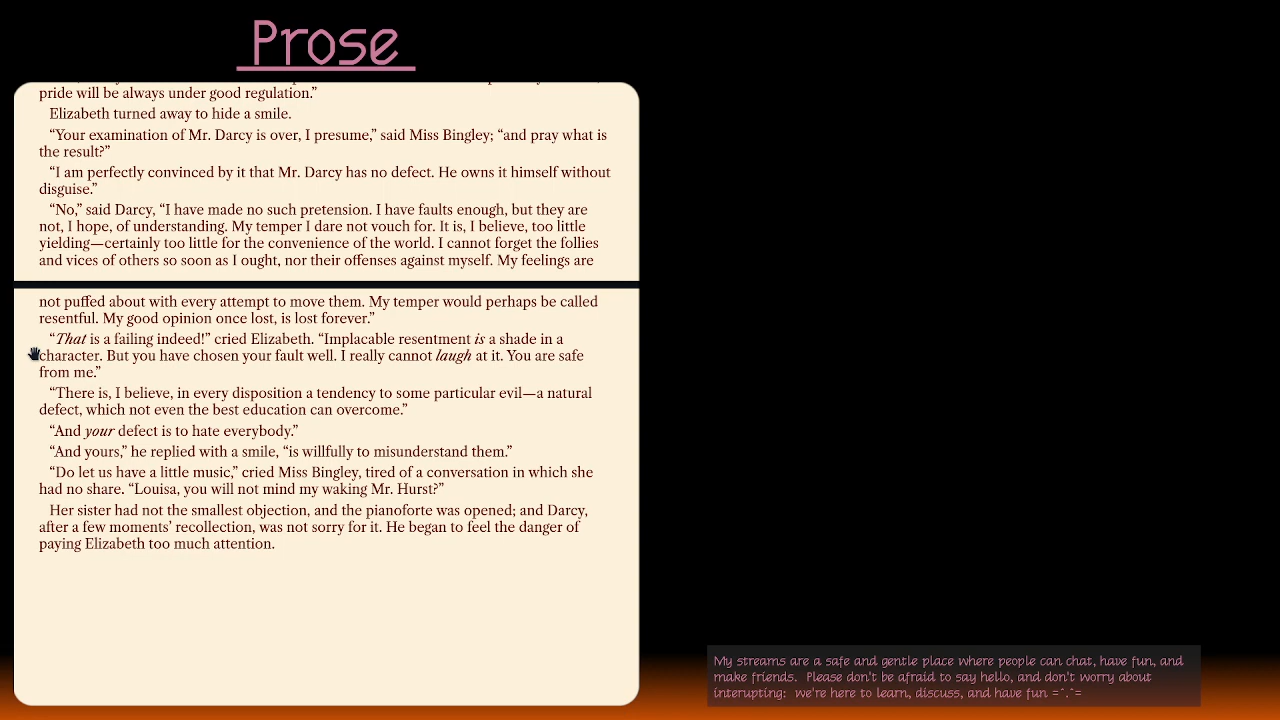 Prose
pride will be always under good regulation.”
Elizabeth turned away to hide a smile.
“Your examination of Mr. Darcy is over, I presume,” said Miss Bingley; “and pray what is
the result?”
“I am perfectly convinced by it that Mr. Darcy has no defect. He owns it himself without
disguise.”
“No,” said Darcy, “I have made no such pretension. I have faults enough, but they are
not, I hope, of understanding. My temper I dare not vouch for. It is, I believe, too little
yielding—certainly too little for the convenience of the world. I cannot forget the follies
and vices of others so soon as I ought, nor their offenses against myself. My feelings are
not puffed about with every attempt to move them. My temper would perhaps be called
resentful. My good opinion once lost, is lost forever.”
“That is a failing indeed!” cried Elizabeth. “Implacable resentment is a shade in a
character. But you have chosen your fault well. I really cannot laugh at it. You are safe
from me.”
“There is, I believe, in every disposition a tendency to some particular evil—a natural
defect, which not even the best education can overcome.”
“And your defect is to hate everybody.”
“And yours,” he replied with a smile, “is willfully to misunderstand them.”
“Do let us have a little music,” cried Miss Bingley, tired of a conversation in which she
had no share. “Louisa, you will not mind my waking Mr. Hurst?”
Her sister had not the smallest objection, and the pianoforte was opened; and Darcy,
after a few moments’ recollection, was not sorry for it. He began to feel the danger of
paying Elizabeth too much attention.
My streams are a safe and gentle place where people can chat, have fun, and
make friends. Please don't be afraid to say hello, and don't worry about
interupting: we're here to learn, discuss, and have fun =^.^=